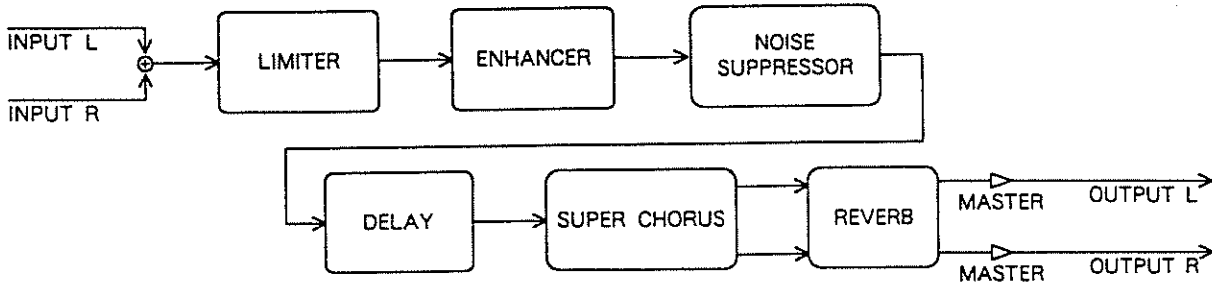 INPUT L
INPUT R
LIMITER
ENHANCER
NOISE
SUPPRESSOR
DELAY
SUPER CHORUS
REVERB
MASTER
OUTPUT L
MASTER
OUTPUT R